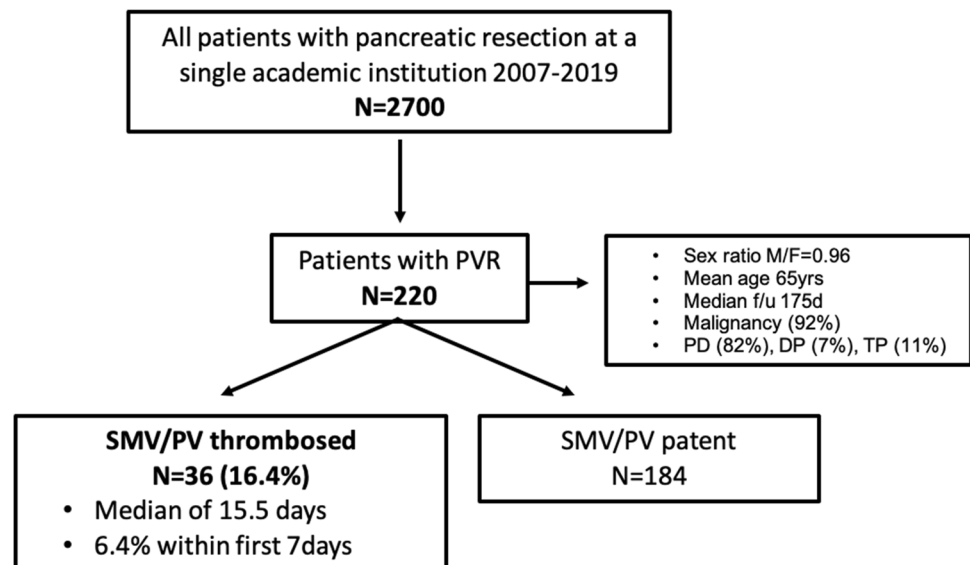 All patients with pancreatic resection at a
single academic institution 2007-2019
N=2700
Patients with PVR
N=220
• Sex ratio M/F=0.96
• Mean age 65yrs
• Median f/u 175d
• Malignancy (92%)
• PD (82%), DP (7%), TP (11%)
SMV/PV thrombosed
N=36 (16.4%)
• Median of 15.5 days
• 6.4% within first 7days
SMV/PV patent
N=184